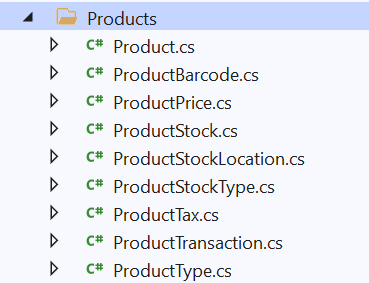 Products
C# Product.cs
C# ProductBarcode.cs
C# ProductPrice.cs
C# ProductStock.cs
C# ProductStockLocation.cs
C# ProductStockType.cs
C# ProductTax.cs
C# ProductTransaction.cs
C# ProductType.cs